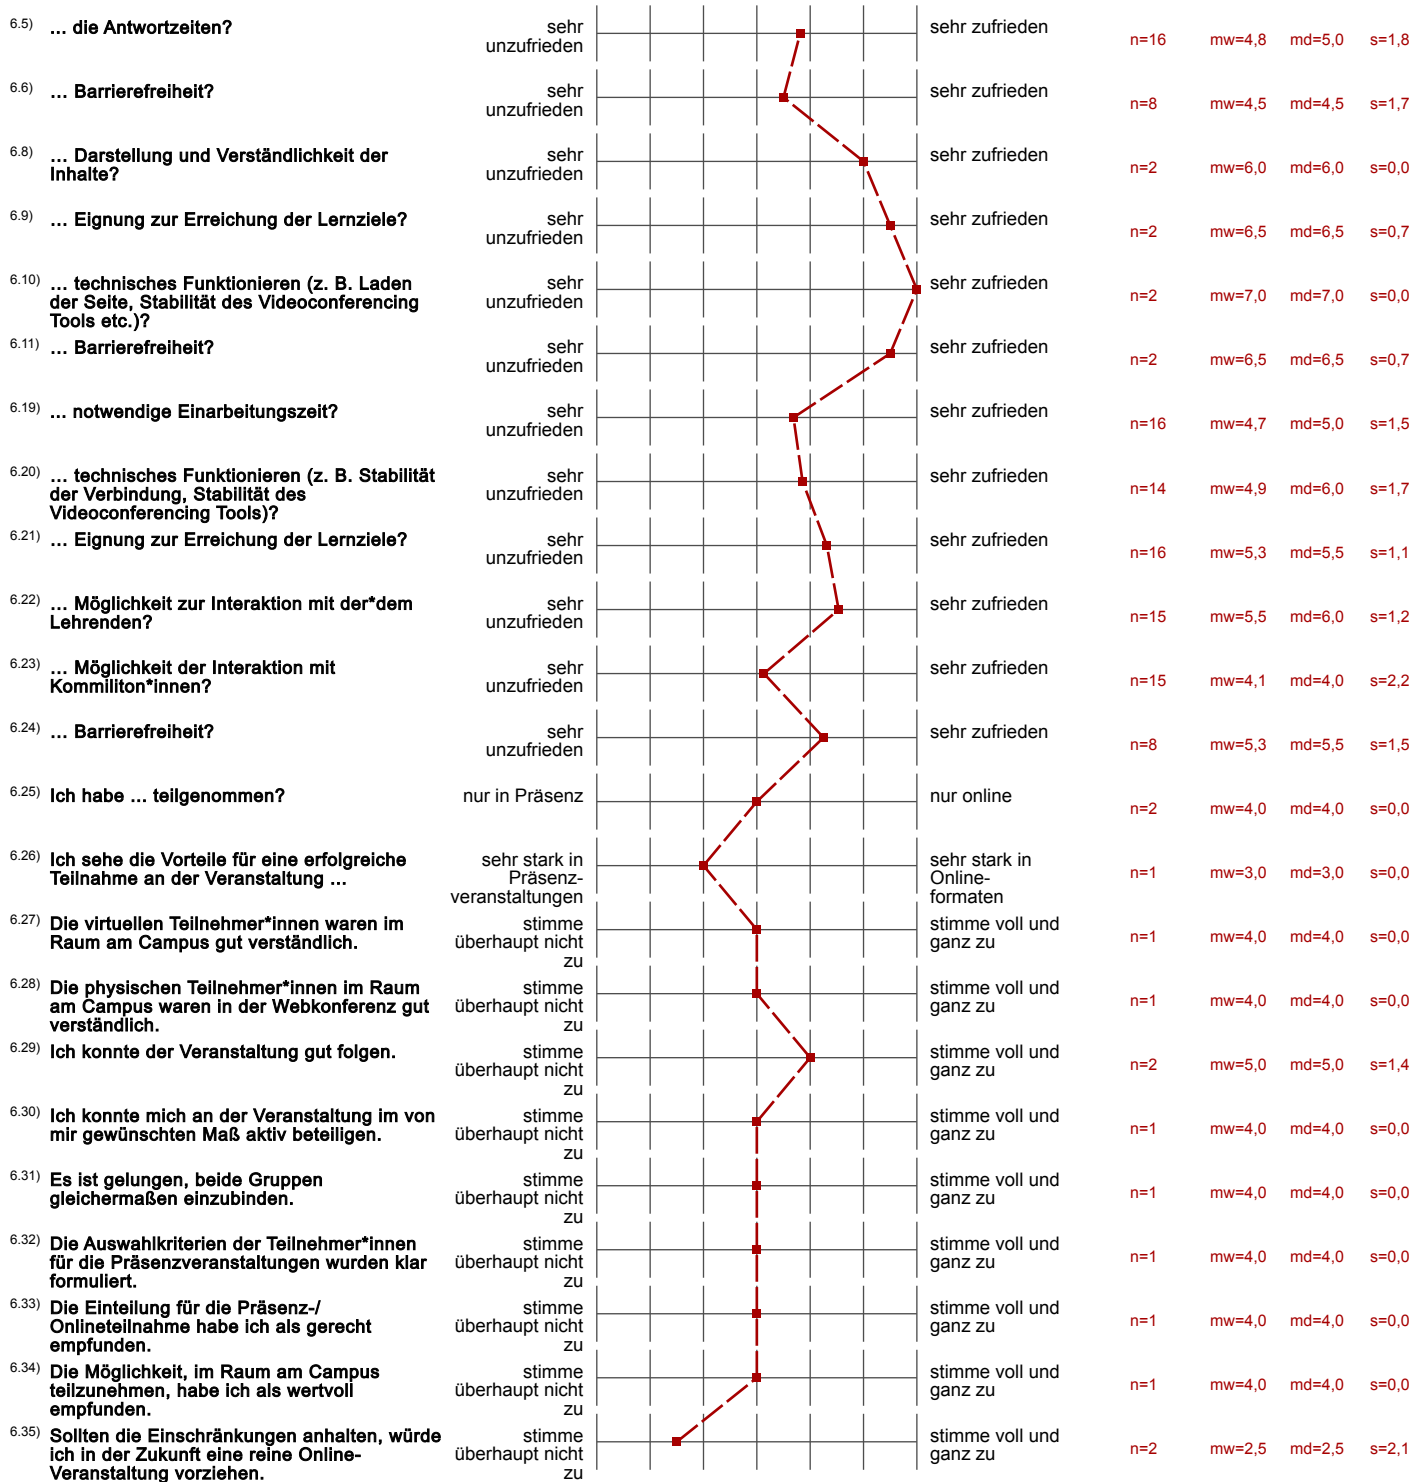 6.5) ... die Antwortzeiten? sehr unzufrieden sehr zufrieden n=16 mw=4,8 md=5,0 s=1,8
6.6) ... Barrierefreiheit? sehr unzufrieden sehr zufrieden n=8 mw=4,5 md=4,5 s=1,7
6.8) ... Darstellung und Verständlichkeit der
Inhalte? sehr unzufrieden sehr zufrieden n=2 mw=6,0 md=6,0 s=0,0
6.9) ... Eignung zur Erreichung der Lernziele? sehr unzufrieden sehr zufrieden n=2 mw=6,5 md=6,5 s=0,7
6.10) ... technisches Funktionieren (z. B. Laden
der Seite, Stabilität des Videoconferencing
Tools etc.)? sehr unzufrieden sehr zufrieden n=2 mw=7,0 md=7,0 s=0,0
6.11) ... Barrierefreiheit? sehr unzufrieden sehr zufrieden n=2 mw=6,5 md=6,5 s=0,7
6.19) ... notwendige Einarbeitungszeit? sehr unzufrieden sehr zufrieden n=16 mw=4,7 md=5,0 s=1,5
6.20) ... technisches Funktionieren (z. B. Stabilität
der Verbindung, Stabilität des
Videoconferencing Tools)? sehr unzufrieden sehr zufrieden n=14 mw=4,9 md=6,0 s=1,7
6.21) ... Eignung zur Erreichung der Lernziele? sehr unzufrieden sehr zufrieden n=16 mw=5,3 md=5,5 s=1,1
6.22) ... Möglichkeit zur Interaktion mit der*dem
Lehrenden? sehr unzufrieden sehr zufrieden n=15 mw=5,5 md=6,0 s=1,2
6.23) ... Möglichkeit der Interaktion mit
Kommiliton*innen? sehr unzufrieden sehr zufrieden n=15 mw=4,1 md=4,0 s=2,2
6.24) ... Barrierefreiheit? sehr unzufrieden sehr zufrieden n=8 mw=5,3 md=5,5 s=1,5
6.25) Ich habe ... teilgenommen? nur in Präsenz nur online n=2 mw=4,0 md=4,0 s=0,0
6.26) Ich sehe die Vorteile für eine erfolgreiche
Teilnahme an der Veranstaltung ... sehr stark in Präsenz-veranstaltungen sehr stark in Online-formaten n=1 mw=3,0 md=3,0 s=0,0
6.27) Die virtuellen Teilnehmer*innen waren im
Raum am Campus gut verständlich. stimme überhaupt nicht zu stimme voll und ganz zu n=1 mw=4,0 md=4,0 s=0,0
6.28) Die physischen Teilnehmer*innen im Raum
am Campus waren in der Webkonferenz gut
verständlich. stimme überhaupt nicht zu stimme voll und ganz zu n=1 mw=4,0 md=4,0 s=0,0
6.29) Ich konnte der Veranstaltung gut folgen. stimme überhaupt nicht zu stimme voll und ganz zu n=2 mw=5,0 md=5,0 s=1,4
6.30) Ich konnte mich an der Veranstaltung im von
mir gewünschten Maß aktiv beteiligen. stimme überhaupt nicht zu stimme voll und ganz zu n=1 mw=4,0 md=4,0 s=0,0
6.31) Es ist gelungen, beide Gruppen
gleichermaßen einzubinden. stimme überhaupt nicht zu stimme voll und ganz zu n=1 mw=4,0 md=4,0 s=0,0
6.32) Die Auswahlkriterien der Teilnehmer*innen
für die Präsenzveranstaltungen wurden klar
formuliert. stimme überhaupt nicht zu stimme voll und ganz zu n=1 mw=4,0 md=4,0 s=0,0
6.33) Die Einteilung für die Präsenz-/
Onlineteilnahme habe ich als gerecht
empfunden. stimme überhaupt nicht zu stimme voll und ganz zu n=1 mw=4,0 md=4,0 s=0,0
6.34) Die Möglichkeit, im Raum am Campus
teilzunehmen, habe ich als wertvoll
empfunden. stimme überhaupt nicht zu stimme voll und ganz zu n=1 mw=4,0 md=4,0 s=0,0
6.35) Sollten die Einschränkungen anhalten, würde
ich in der Zukunft eine reine Online-
Veranstaltung vorziehen. stimme überhaupt nicht zu stimme voll und ganz zu n=2 mw=2,5 md=2,5 s=2,1